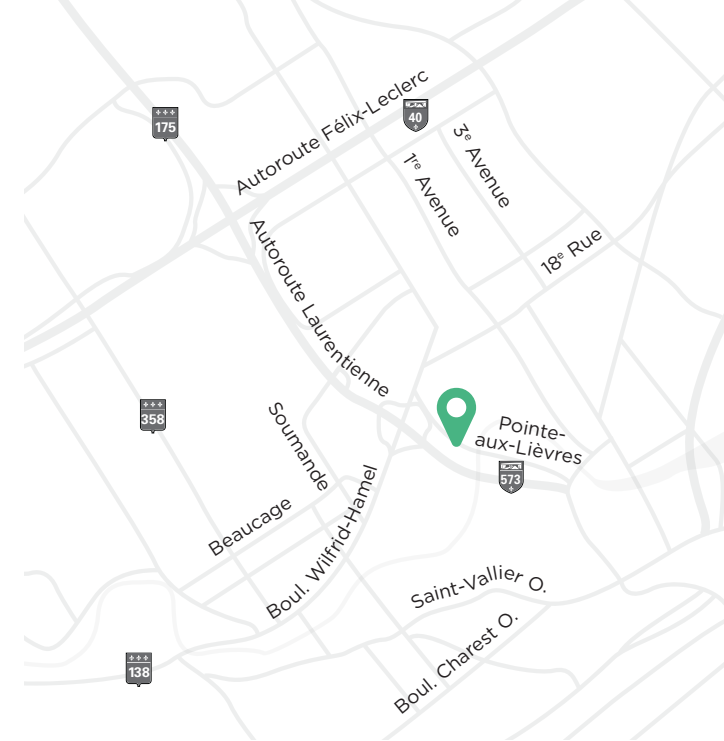 Autoroute Félix-Leclerc
40
175
3e Avenue
1re Avenue
18e Rue
Autoroute Laurentienne
358
Soumande
Pointe-
aux-Lièvres
573
Beaucage
Boul. Wilfrid-Hamel
Saint-Vallier O.
Boul. Charest O.
138